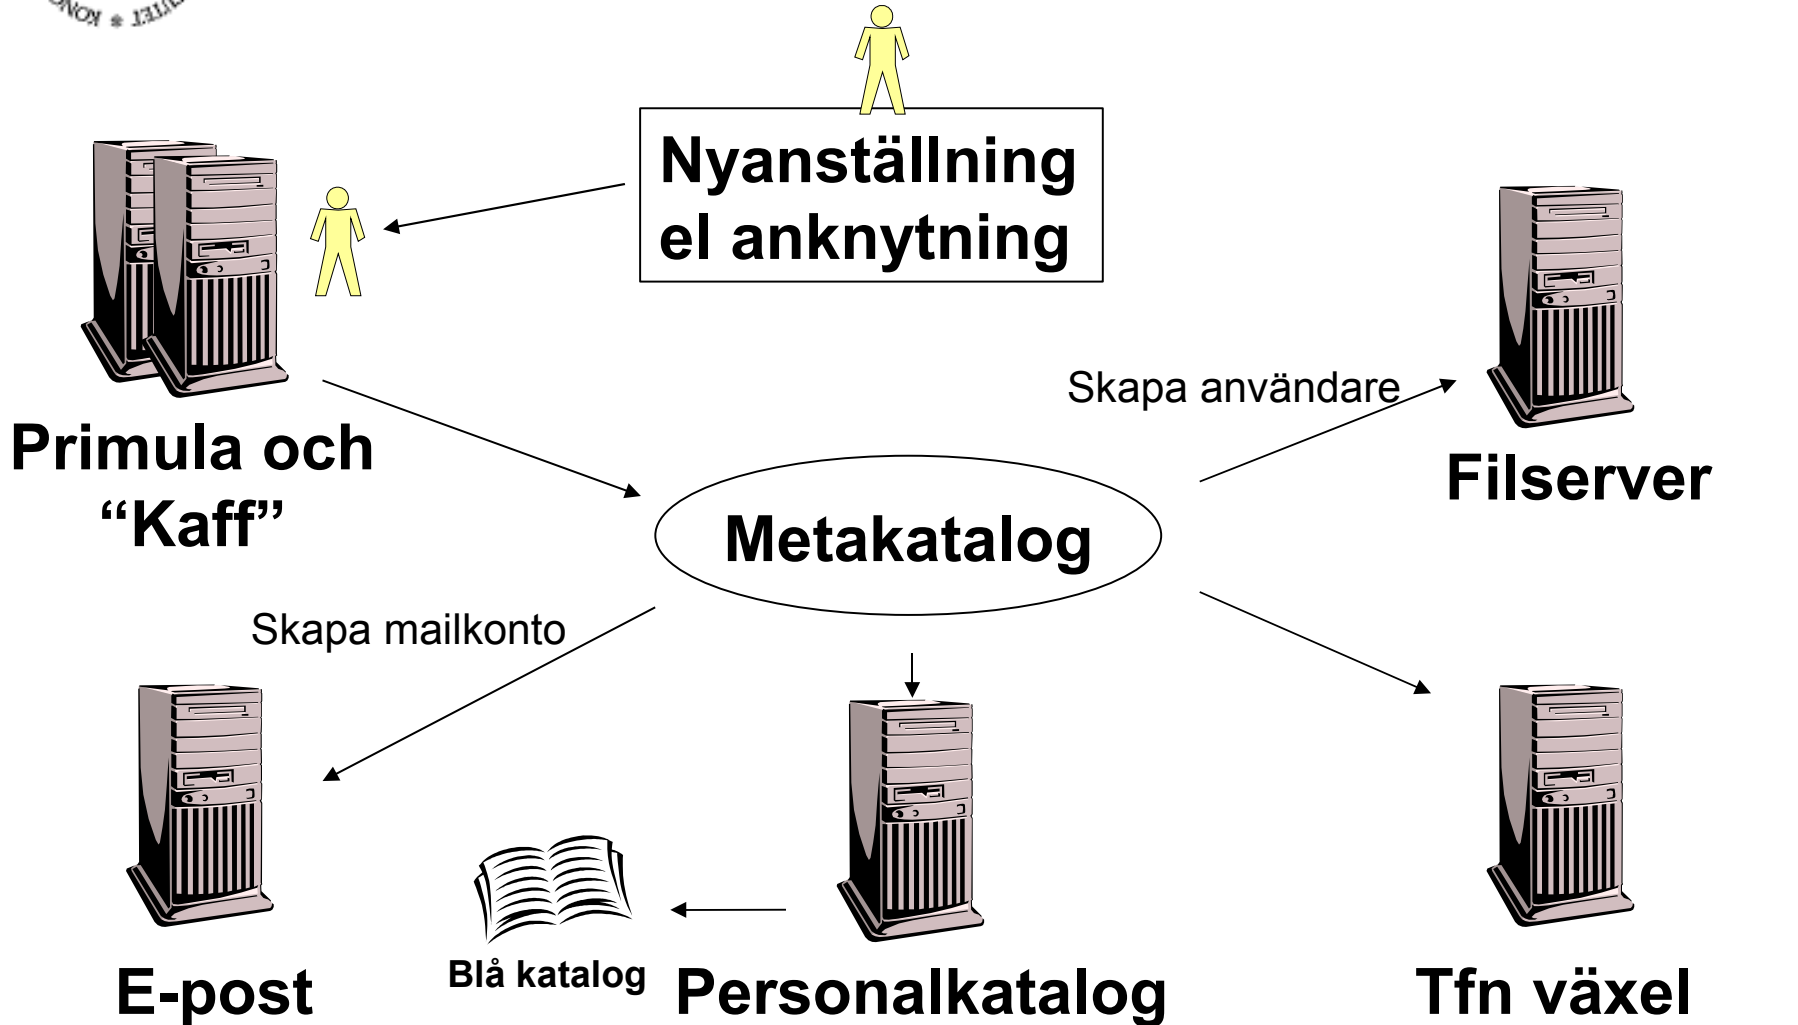 Nyanställning
el anknytning
Skapa användare
Primula och
“Kaff”
Filserver
Metakatalog
Skapa mailkonto
Blå katalog
E-post
Personalkatalog
Tfn växel